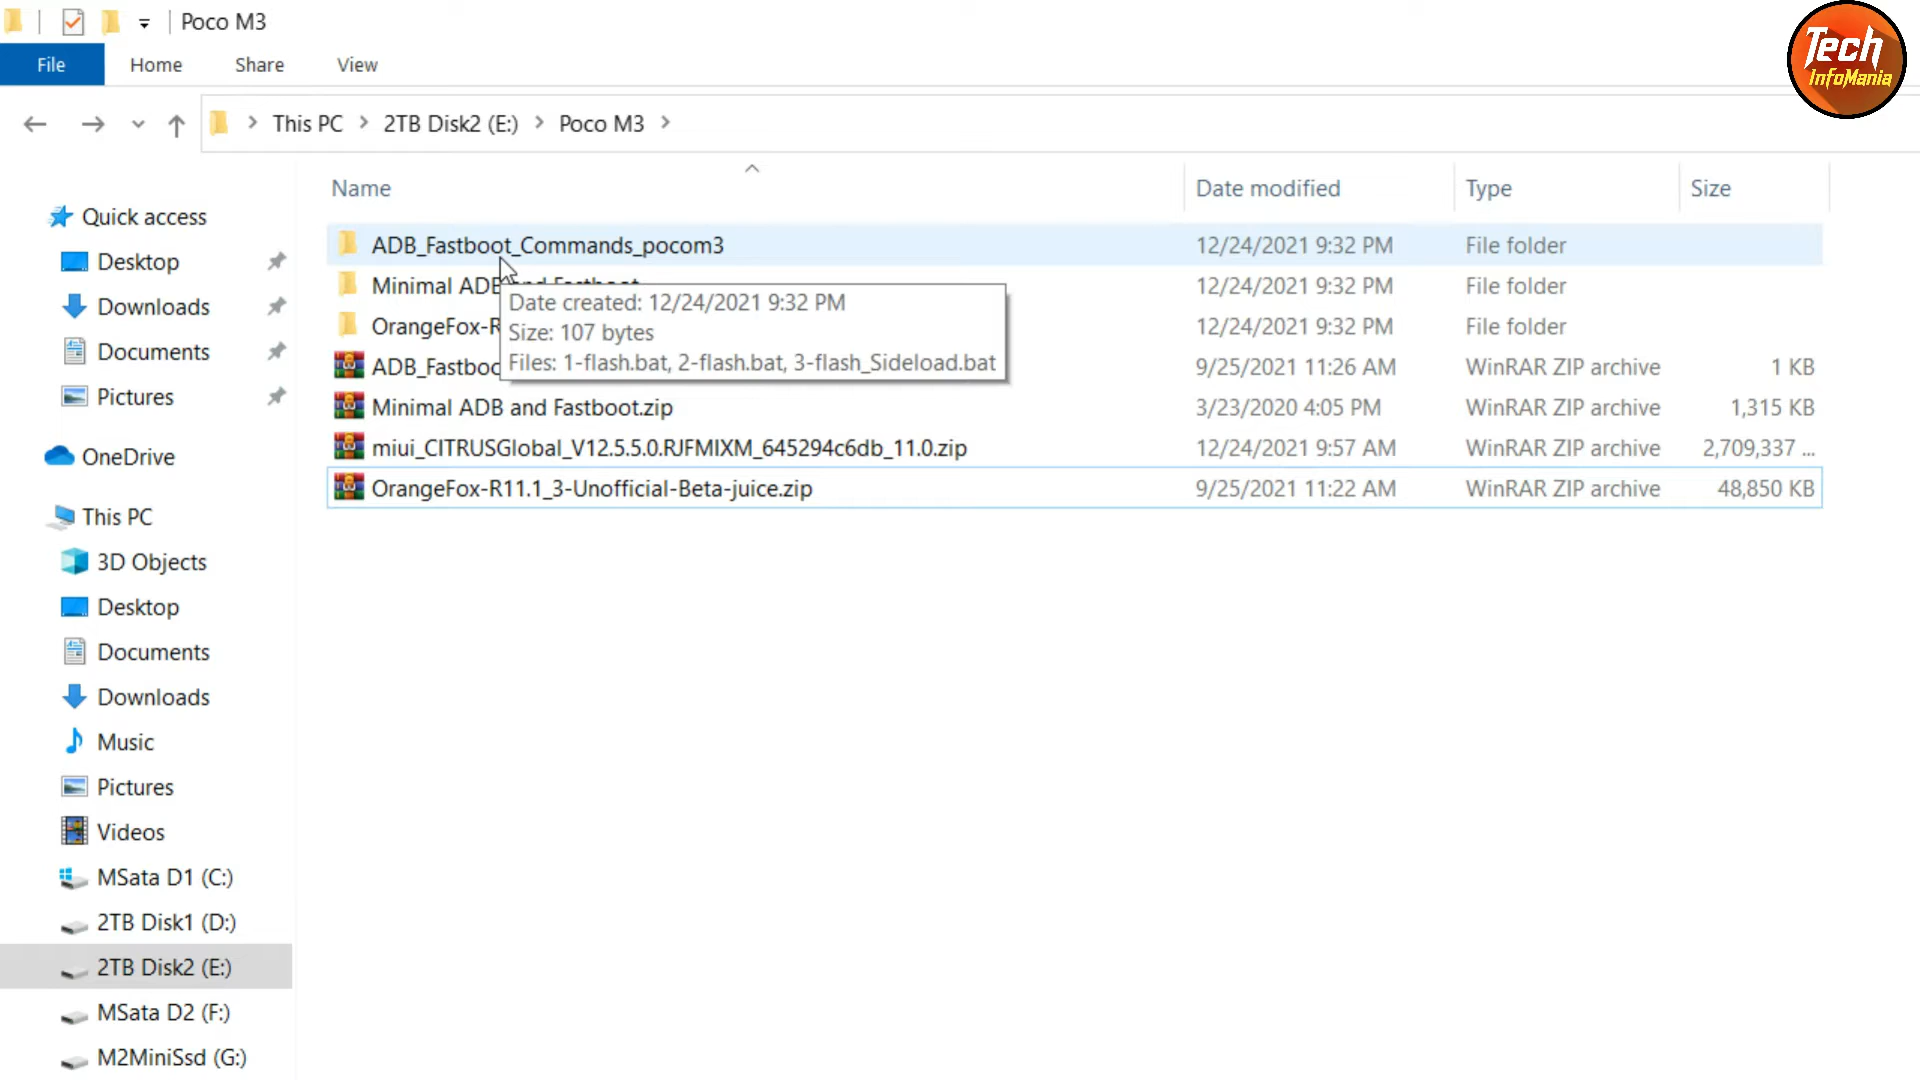 Poco M3
Tech
InfoMania
File Home Share View
This PC 2TB Disk2 (E:) Poco M3
Name Date modified Type Size
Quick access
Desktop
Downloads
Documents
Pictures
OneDrive
This PC
3D Objects
Desktop
Documents
Downloads
Music
Pictures
Videos
MSata D1 (C:)
2TB Disk1 (D:)
2TB Disk2 (E:)
MSata D2 (F:)
M2MiniSsd (G:)
ADB_Fastboot_Commands_pocom3 12/24/2021 9:32 PM File folder
Minimal ADB and Fastboot 12/24/2021 9:32 PM File folder
OrangeFox-R 12/24/2021 9:32 PM File folder
ADB_Fastboo 9/25/2021 11:26 AM WinRAR ZIP archive 1 KB
Minimal ADB and Fastboot.zip 3/23/2020 4:05 PM WinRAR ZIP archive 1,315 KB
miui_CITRUSGlobal_V12.5.5.0.RJFMIXM_645294c6db_11.0.zip 12/24/2021 9:57 AM WinRAR ZIP archive 2,709,337 ...
OrangeFox-R11.1_3-Unofficial-Beta-juice.zip 9/25/2021 11:22 AM WinRAR ZIP archive 48,850 KB
Date created: 12/24/2021 9:32 PM
Size: 107 bytes
Files: 1-flash.bat, 2-flash.bat, 3-flash_Sideload.bat